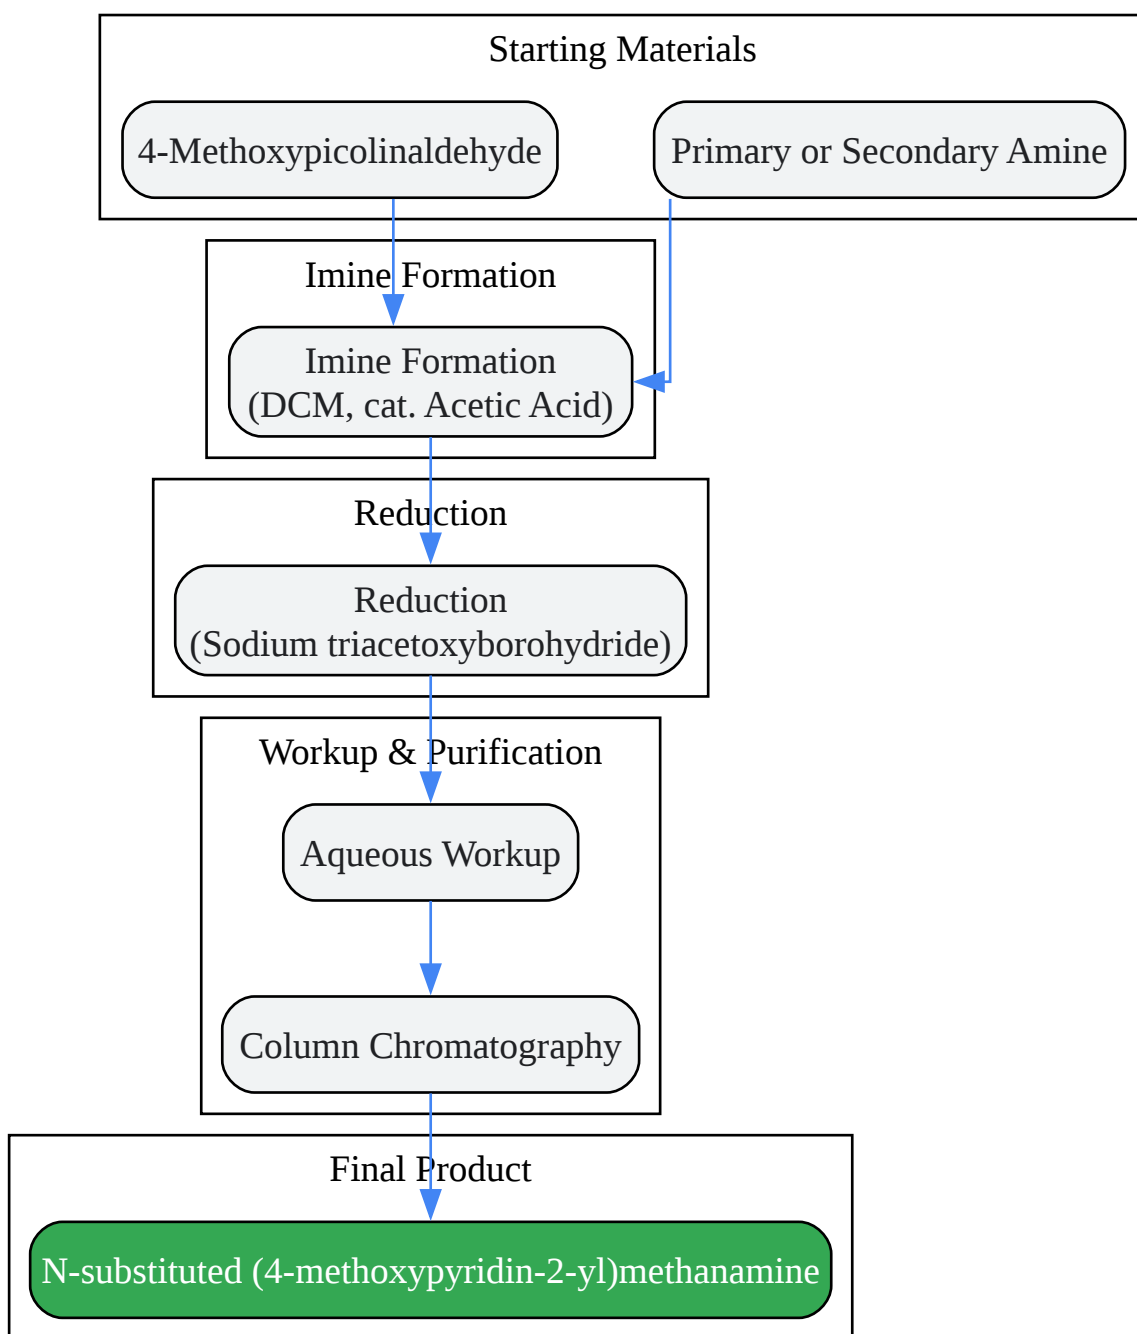 Starting Materials
4-Methoxypicolinaldehyde
Primary or Secondary Amine
Imine Formation
Imine Formation
(DCM, cat. Acetic Acid)
Reduction
Reduction
(Sodium triacetoxyborohydride)
Workup & Purification
Aqueous Workup
Column Chromatography
Final Product
N-substituted (4-methoxypyridin-2-yl)methanamine